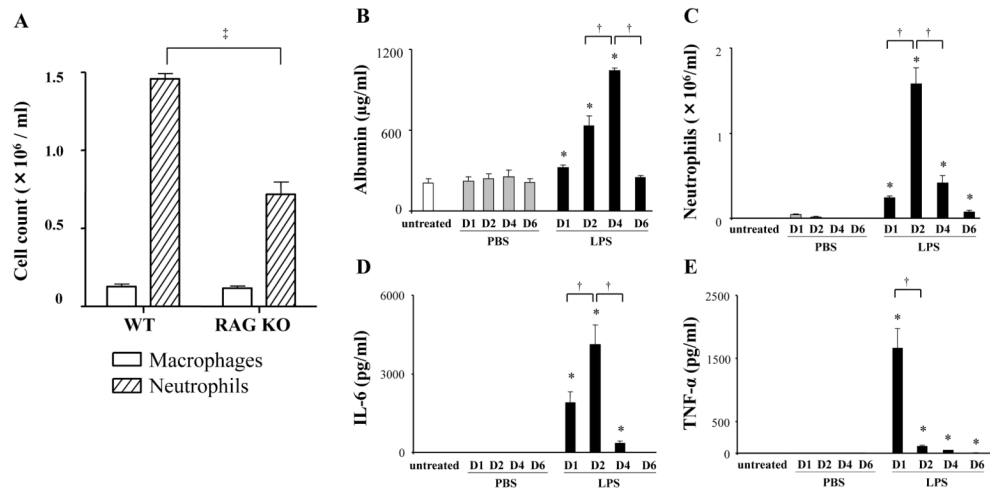 A
‡
1.5
1.0
0.5
0
Cell count (×10⁶ / ml)
WT RAG KO
Macrophages
Neutrophils
B
† †
1200
600
0
Albumin (μg/ml)
untreated D1 D2 D4 D6 D1 D2 D4 D6
PBS LPS
* * *
C
† †
2
1
0
Neutrophils (×10⁶/ml)
* * * *
untreated D1 D2 D4 D6 D1 D2 D4 D6
PBS LPS
D
† †
6000
3000
0
IL-6 (pg/ml)
* * *
untreated D1 D2 D4 D6 D1 D2 D4 D6
PBS LPS
E
†
2500
1500
500
0
TNF-α (pg/ml)
* * * *
untreated D1 D2 D4 D6 D1 D2 D4 D6
PBS LPS